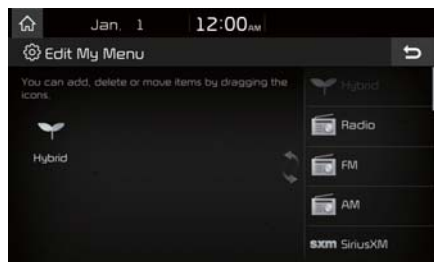 Jan. 1 12:00AM
Edit My Menu
You can add, delete or move items by dragging the
icons.
Hybrid
Hybrid
Radio
FM
AM
sxm SiriusXM